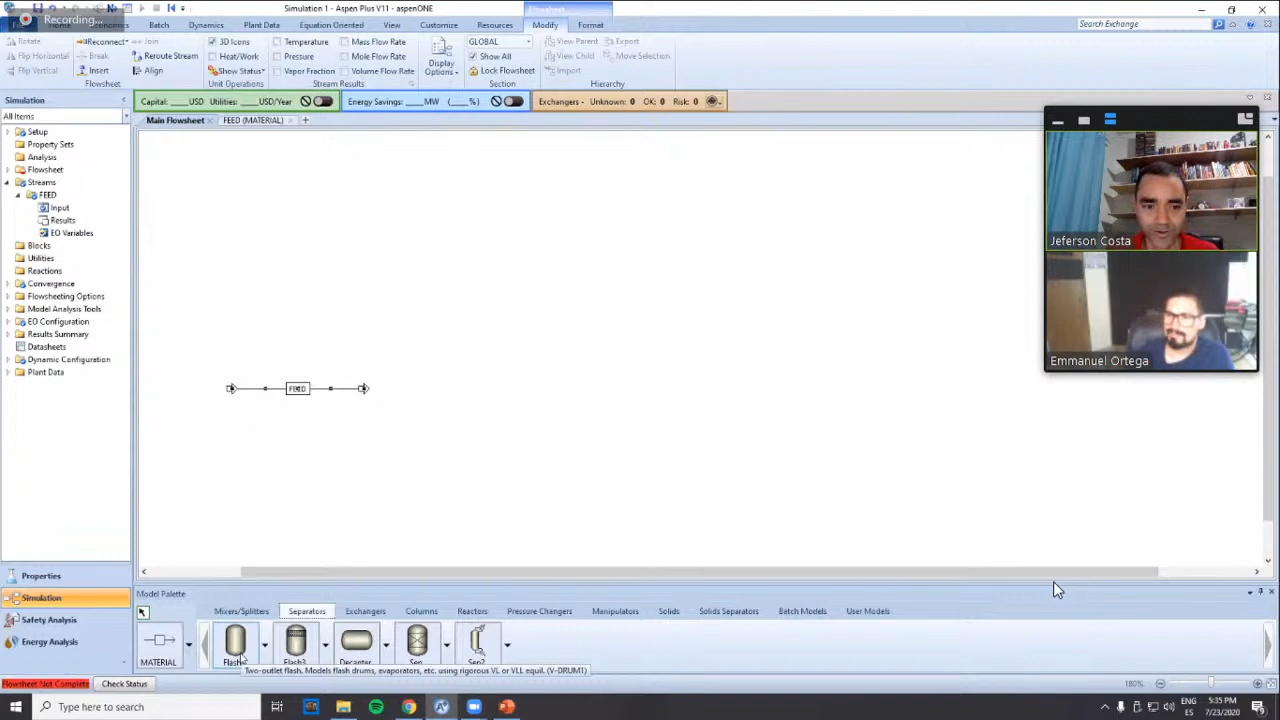 Recording...
Simulation 1 - Aspen Plus V11 - aspenONE
Economics Batch Dynamics Plant Data Equation Oriented View Customize Resources Modify Format
Search Exchange
Rotate Reconnect Join Break Reroute Stream
Flip Horizontal
Flip Vertical Insert Align
Flowsheet
3D Icons
Heat/Work
Show Status
Unit Operations
Temperature Mass Flow Rate
Pressure Mole Flow Rate
Vapor Fraction Volume Flow Rate
Stream Results
Display
Options
GLOBAL
Show All
Lock Flowsheet
Section
View Parent Export
View Child Move Selection
Import
Hierarchy
Simulation
Capital: ____USD Utilities: ____USD/Year
Energy Savings: ____MW (____%)
Exchangers - Unknown: 0 OK: 0 Risk: 0
All Items
Main Flowsheet
FEED (MATERIAL)
+
Setup
Property Sets
Analysis
Flowsheet
Streams
FEED
Input
Results
EO Variables
Blocks
Utilities
Reactions
Convergence
Flowsheeting Options
Model Analysis Tools
EO Configuration
Results Summary
Datasheets
Dynamic Configuration
Plant Data
FEED
Jeferson Costa
Emmanuel Ortega
Properties
Simulation
Safety Analysis
Energy Analysis
Model Palette
Mixers/Splitters Separators Exchangers Columns Reactors Pressure Changers Manipulators Solids Solids Separators Batch Models User Models
MATERIAL Flash3 Decanter Sep Sep2
Two-outlet flash. Models flash drums, evaporators, etc. using rigorous VL or VLL equil. (V-DRUM1)
Flowsheet Not Complete
Check Status
180%
Type here to search
ENG
ES
5:35 PM
7/23/2020